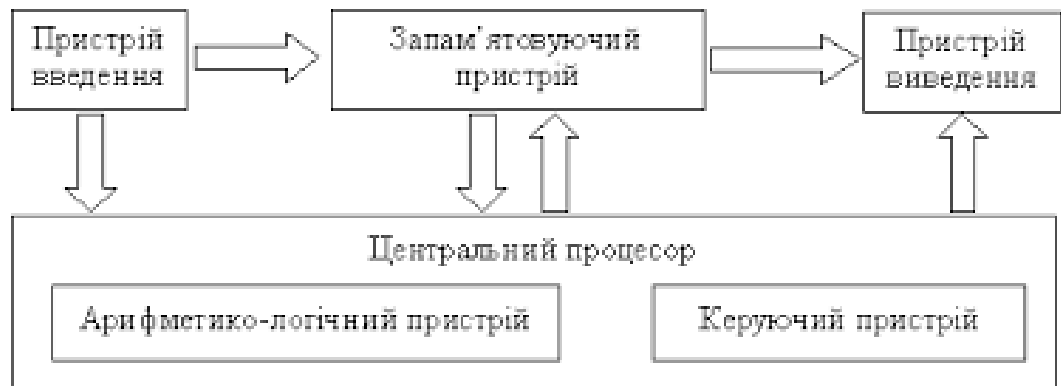 Пристрій
введення
Запам’ятовуючий
пристрій
Пристрій
виведення
Центральний процесор
Арифметико-логічний пристрій
Керуючий пристрій